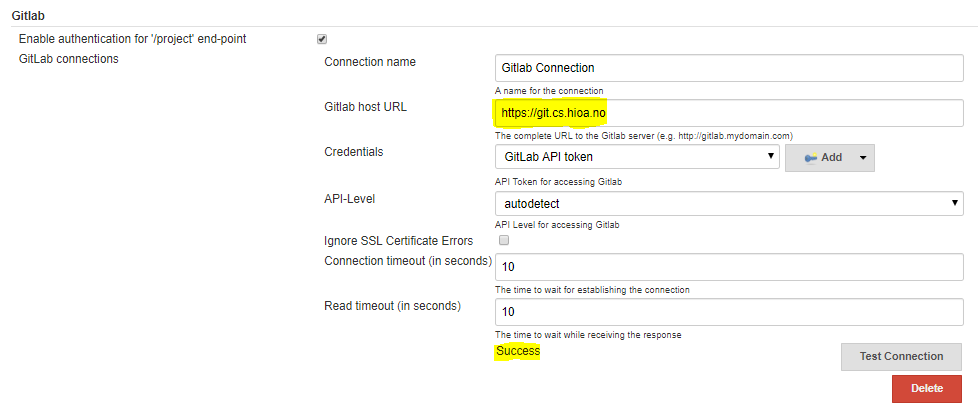 Gitlab
Enable authentication for '/project' end-point
GitLab connections
Connection name
Gitlab Connection
A name for the connection
Gitlab host URL
https://git.cs.hioa.no
The complete URL to the Gitlab server (e.g. http://gitlab.mydomain.com)
Credentials
GitLab API token
Add
API Token for accessing Gitlab
API-Level
autodetect
API Level for accessing Gitlab
Ignore SSL Certificate Errors
Connection timeout (in seconds)
10
The time to wait for establishing the connection
Read timeout (in seconds)
10
The time to wait while receiving the response
Success
Test Connection
Delete